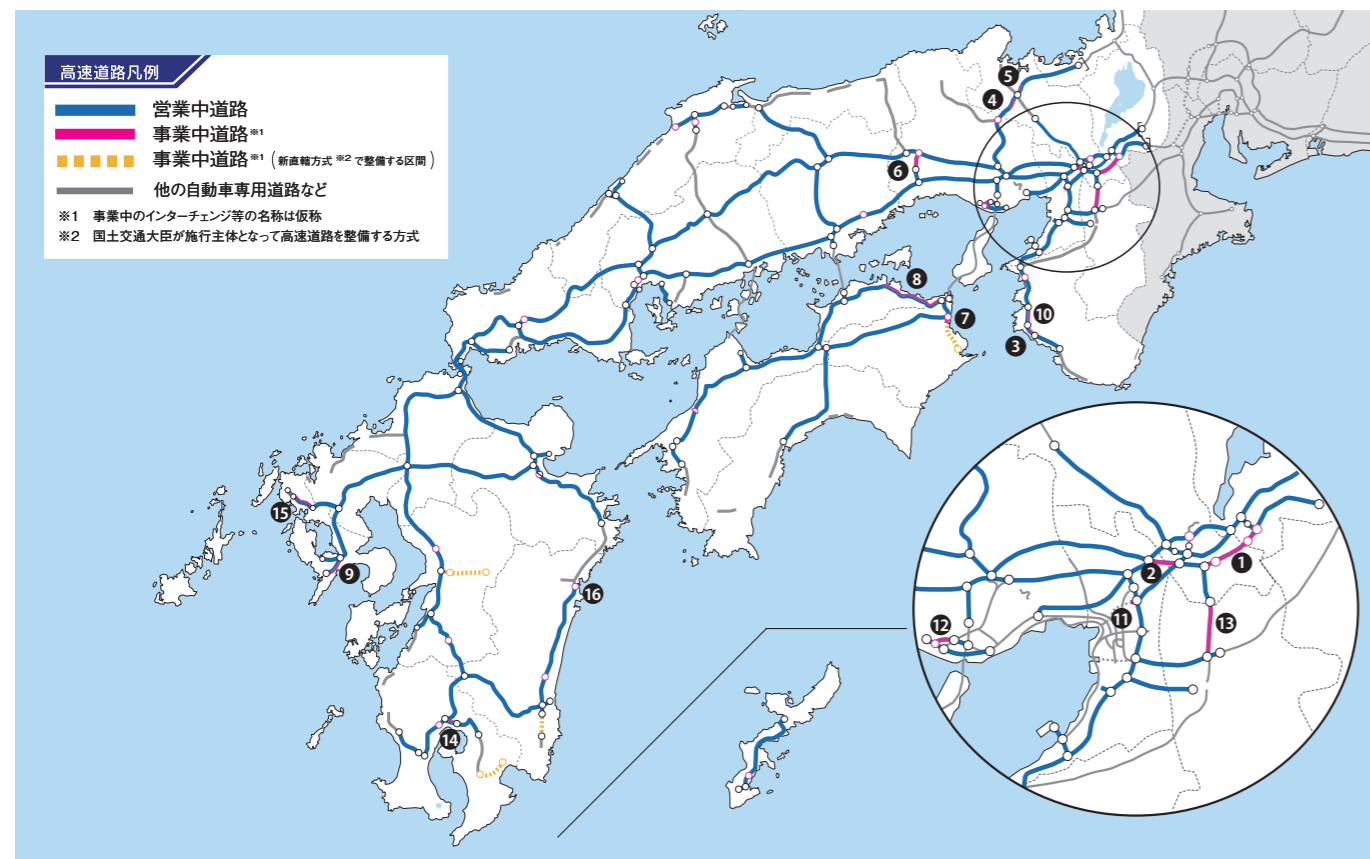 高速道路凡例
営業中道路
事業中道路※1
事業中道路※1（新直轄方式※2で整備する区間）
他の自動車専用道路など
※1 事業中のインターチェンジ等の名称は仮称
※2 国土交通大臣が施行主体となって高速道路を整備する方式
5
4
6
8
7
10
3
15
9
16
14
2
1
11
12
13